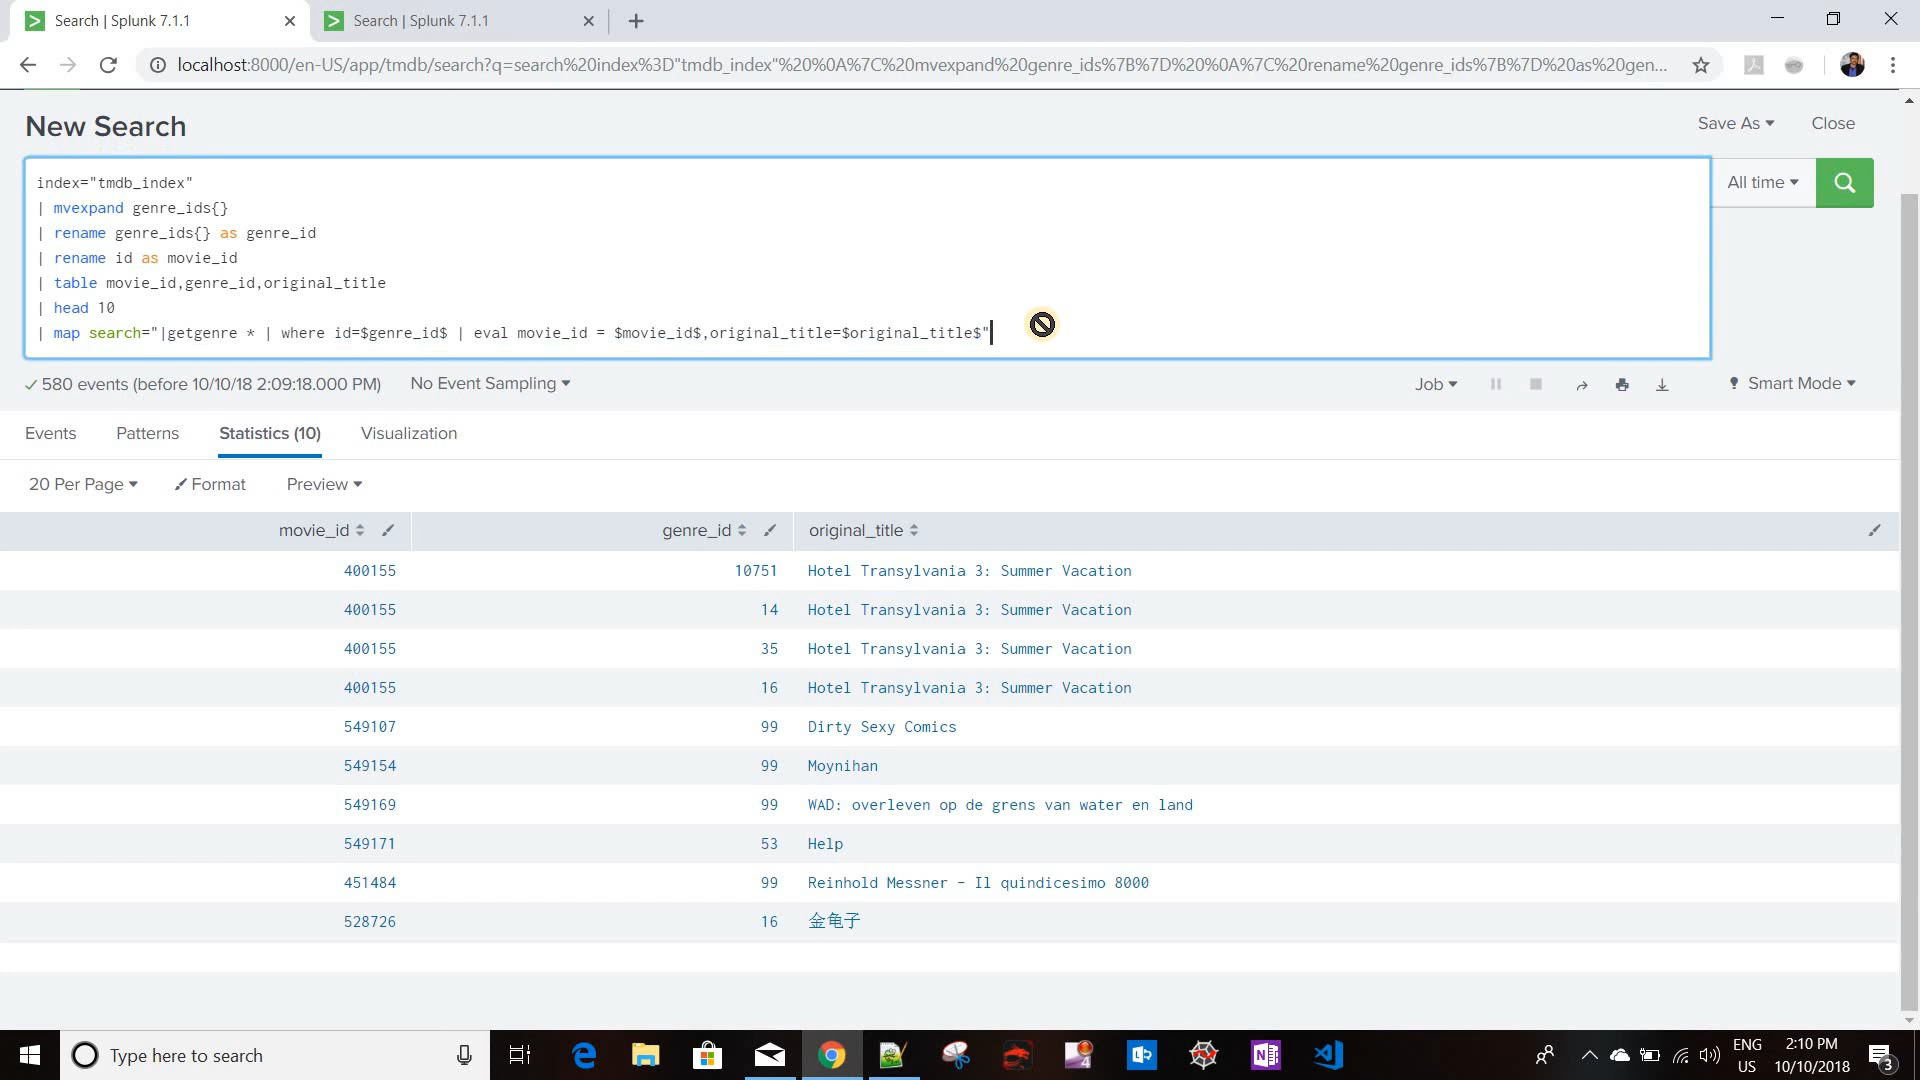 Search | Splunk 7.1.1
Search | Splunk 7.1.1
localhost:8000/en-US/app/tmdb/search?q=search%20index%3D"tmdb_index"%20%0A%7C%20mvexpand%20genre_ids%7B%7D%20%0A%7C%20rename%20genre_ids%7B%7D%20as%20gen...
New Search
Save As
Close
index="tmdb_index"
| mvexpand genre_ids{}
| rename genre_ids{} as genre_id
| rename id as movie_id
| table movie_id,genre_id,original_title
| head 10
| map search="|getgenre * | where id=$genre_id$ | eval movie_id = $movie_id$,original_title=$original_title$"
All time
580 events (before 10/10/18 2:09:18.000 PM)
No Event Sampling
Job
Smart Mode
Events
Patterns
Statistics (10)
Visualization
20 Per Page
Format
Preview
movie_id genre_id original_title
400155 10751 Hotel Transylvania 3: Summer Vacation
400155 14 Hotel Transylvania 3: Summer Vacation
400155 35 Hotel Transylvania 3: Summer Vacation
400155 16 Hotel Transylvania 3: Summer Vacation
549107 99 Dirty Sexy Comics
549154 99 Moynihan
549169 99 WAD: overleven op de grens van water en land
549171 53 Help
451484 99 Reinhold Messner - Il quindicesimo 8000
528726 16 金龟子
Type here to search
ENG
US
2:10 PM
10/10/2018
3